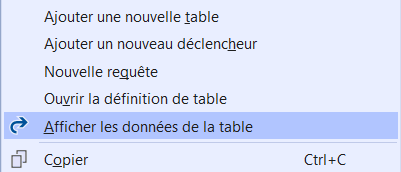 Ajouter une nouvelle table
Ajouter un nouveau déclencheur
Nouvelle requête
Ouvrir la définition de table
Afficher les données de la table
Copier Ctrl+C